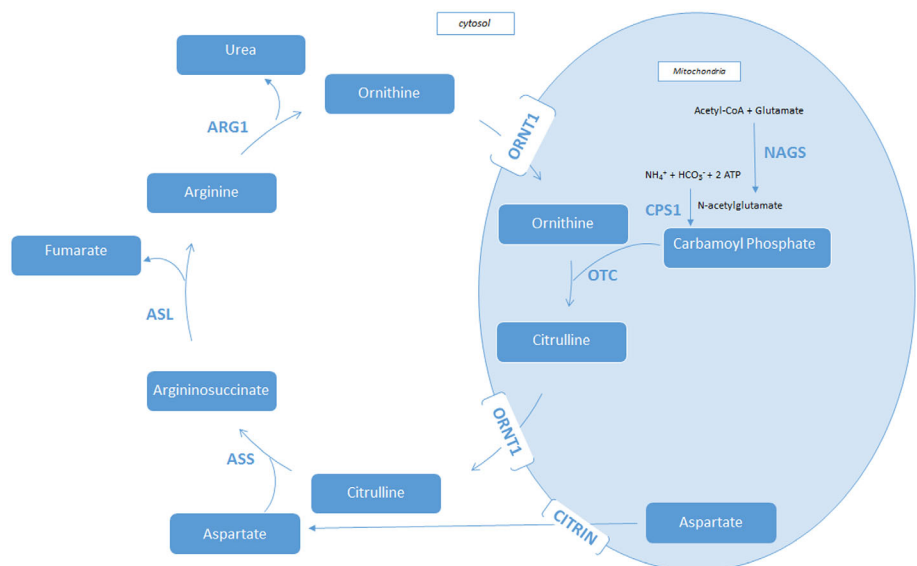 cytosol
Urea
Ornithine
Mitochondria
Acetyl-CoA + Glutamate
ARG1
ORNT1
NAGS
NH₄⁺ + HCO₃⁻ + 2 ATP
Arginine
CPS1
N-acetylglutamate
Ornithine
Carbamoyl Phosphate
Fumarate
OTC
ASL
Citrulline
Argininosuccinate
ORNT1
ASS
Citrulline
CITRIN
Aspartate
Aspartate